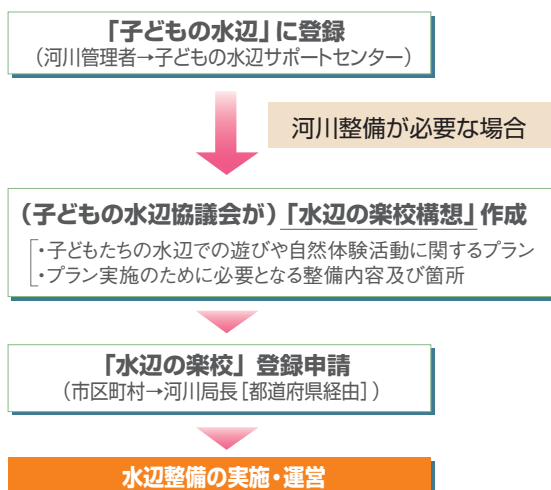 「子どもの水辺」に登録
（河川管理者→子どもの水辺サポートセンター）
河川整備が必要な場合
（子どもの水辺協議会が）「水辺の楽校構想」作成
・子どもたちの水辺での遊びや自然体験活動に関するプラン
・プラン実施のために必要となる整備内容及び箇所
「水辺の楽校」登録申請
（市区町村→河川局長［都道府県経由］）
水辺整備の実施・運営